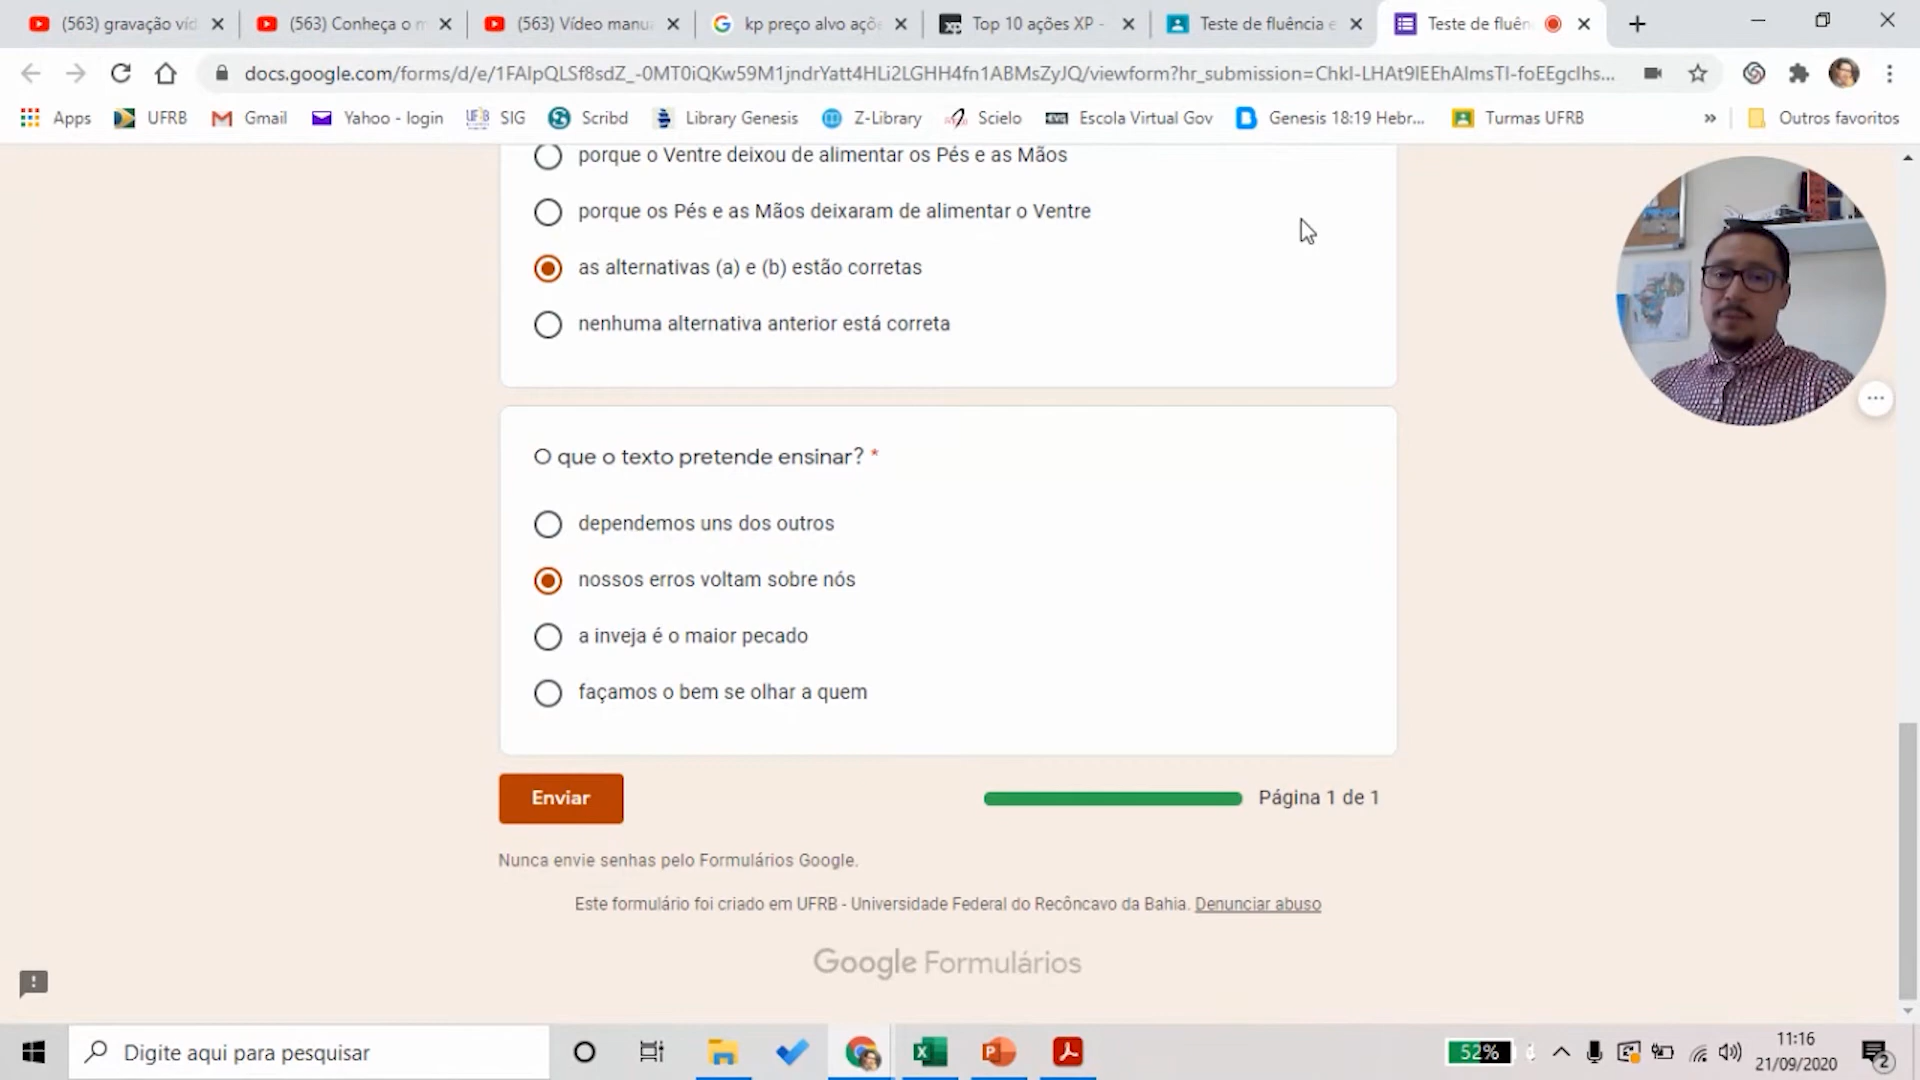 (563) gravação víd
(563) Conheça o m
(563) Vídeo manua
kp preço alvo açõe
Top 10 ações XP -
Teste de fluência e
Teste de fluên
docs.google.com/forms/d/e/1FAIpQLSf8sdZ_-0MT0iQKw59M1jndrYatt4HLi2LGHH4fn1ABMsZyJQ/viewform?hr_submission=ChkI-LHAt9IEEhAImsTI-foEEgcIhs...
Apps
UFRB
Gmail
Yahoo - login
SIG
Scribd
Library Genesis
Z-Library
Scielo
Escola Virtual Gov
Genesis 18:19 Hebr...
Turmas UFRB
Outros favoritos
porque o Ventre deixou de alimentar os Pés e as Mãos
porque os Pés e as Mãos deixaram de alimentar o Ventre
as alternativas (a) e (b) estão corretas
nenhuma alternativa anterior está correta
O que o texto pretende ensinar? *
dependemos uns dos outros
nossos erros voltam sobre nós
a inveja é o maior pecado
façamos o bem se olhar a quem
Enviar
Página 1 de 1
Nunca envie senhas pelo Formulários Google.
Este formulário foi criado em UFRB - Universidade Federal do Recôncavo da Bahia. Denunciar abuso
Google Formulários
Digite aqui para pesquisar
52%
11:16
21/09/2020
2